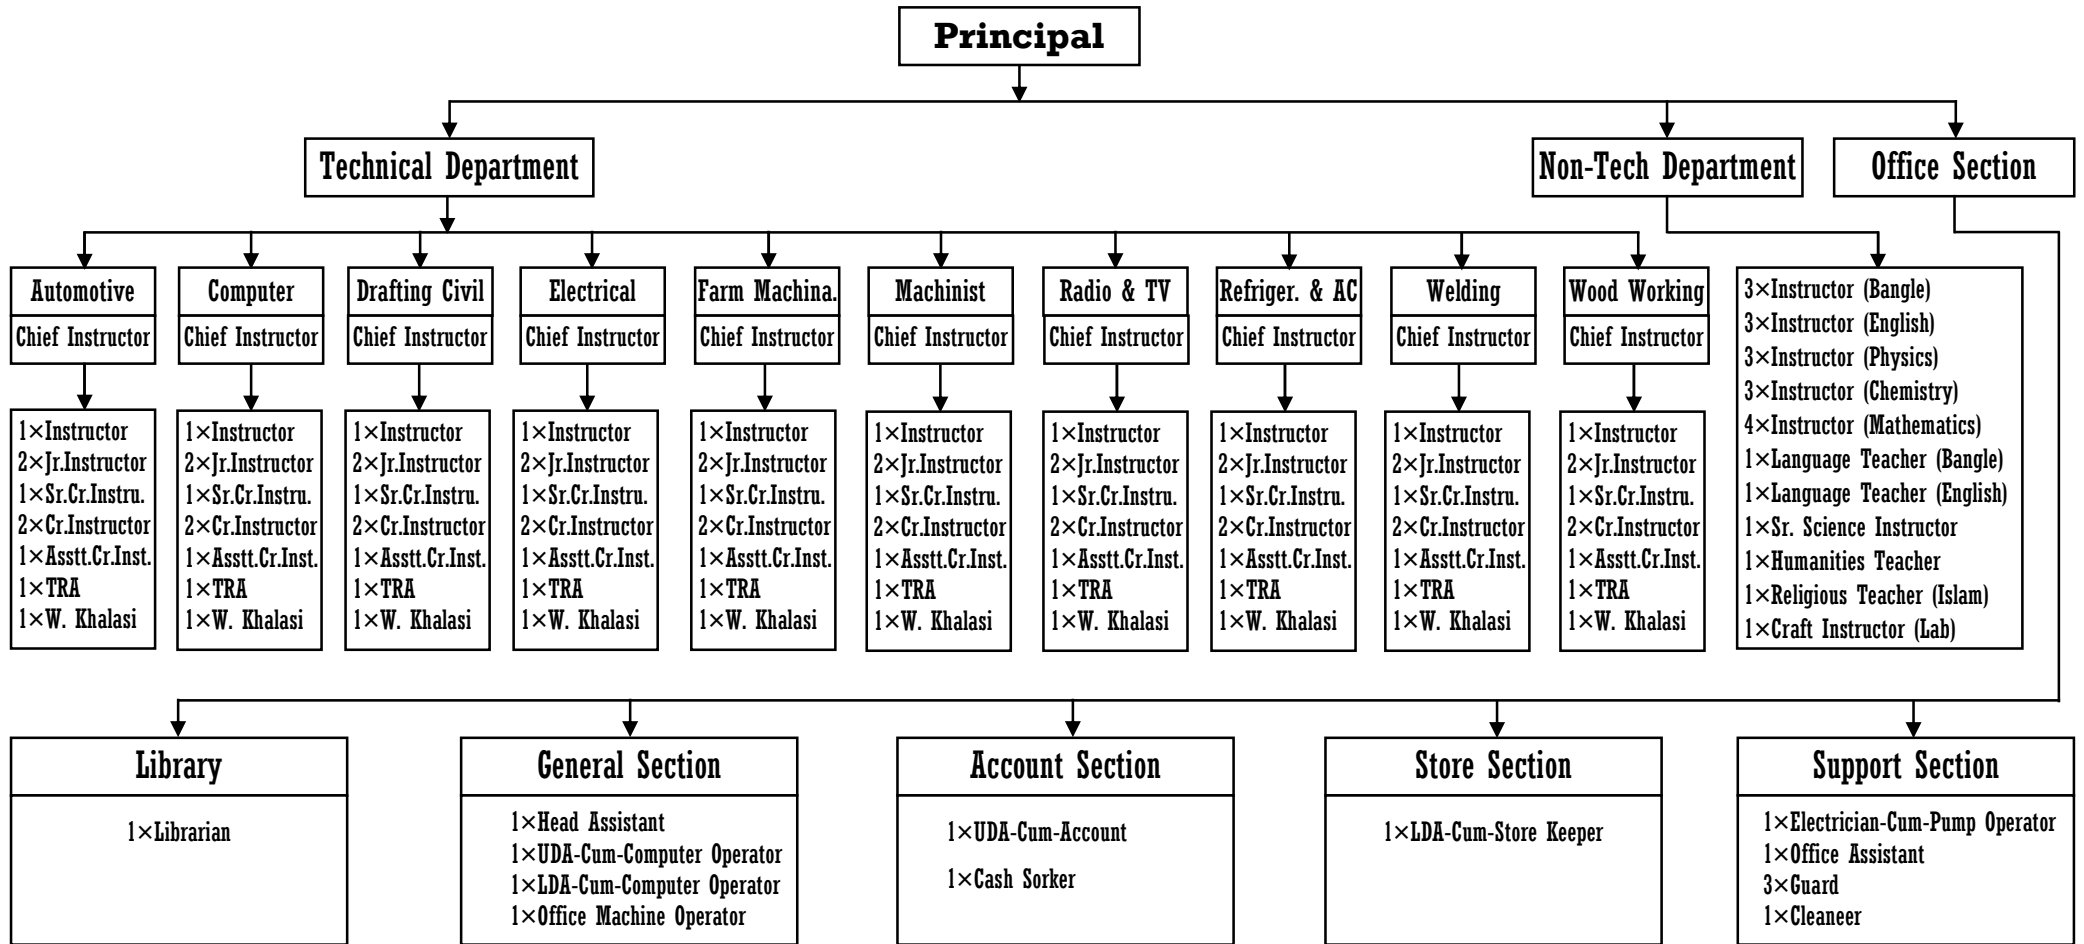 Principal
Technical Department
Non-Tech Department
Office Section
Automotive
Chief Instructor
1×Instructor
2×Jr.Instructor
1×Sr.Cr.Instru.
2×Cr.Instructor
1×Asstt.Cr.Inst.
1×TRA
1×W. Khalasi
Computer
Chief Instructor
1×Instructor
2×Jr.Instructor
1×Sr.Cr.Instru.
2×Cr.Instructor
1×Asstt.Cr.Inst.
1×TRA
1×W. Khalasi
Drafting Civil
Chief Instructor
1×Instructor
2×Jr.Instructor
1×Sr.Cr.Instru.
2×Cr.Instructor
1×Asstt.Cr.Inst.
1×TRA
1×W. Khalasi
Electrical
Chief Instructor
1×Instructor
2×Jr.Instructor
1×Sr.Cr.Instru.
2×Cr.Instructor
1×Asstt.Cr.Inst.
1×TRA
1×W. Khalasi
Farm Machina.
Chief Instructor
1×Instructor
2×Jr.Instructor
1×Sr.Cr.Instru.
2×Cr.Instructor
1×Asstt.Cr.Inst.
1×TRA
1×W. Khalasi
Machinist
Chief Instructor
1×Instructor
2×Jr.Instructor
1×Sr.Cr.Instru.
2×Cr.Instructor
1×Asstt.Cr.Inst.
1×TRA
1×W. Khalasi
Radio & TV
Chief Instructor
1×Instructor
2×Jr.Instructor
1×Sr.Cr.Instru.
2×Cr.Instructor
1×Asstt.Cr.Inst.
1×TRA
1×W. Khalasi
Refriger. & AC
Chief Instructor
1×Instructor
2×Jr.Instructor
1×Sr.Cr.Instru.
2×Cr.Instructor
1×Asstt.Cr.Inst.
1×TRA
1×W. Khalasi
Welding
Chief Instructor
1×Instructor
2×Jr.Instructor
1×Sr.Cr.Instru.
2×Cr.Instructor
1×Asstt.Cr.Inst.
1×TRA
1×W. Khalasi
Wood Working
Chief Instructor
1×Instructor
2×Jr.Instructor
1×Sr.Cr.Instru.
2×Cr.Instructor
1×Asstt.Cr.Inst.
1×TRA
1×W. Khalasi
3×Instructor (Bangle)
3×Instructor (English)
3×Instructor (Physics)
3×Instructor (Chemistry)
4×Instructor (Mathematics)
1×Language Teacher (Bangle)
1×Language Teacher (English)
1×Sr. Science Instructor
1×Humanities Teacher
1×Religious Teacher (Islam)
1×Craft Instructor (Lab)
Library
1×Librarian
General Section
1×Head Assistant
1×UDA-Cum-Computer Operator
1×LDA-Cum-Computer Operator
1×Office Machine Operator
Account Section
1×UDA-Cum-Account
1×Cash Sorker
Store Section
1×LDA-Cum-Store Keeper
Support Section
1×Electrician-Cum-Pump Operator
1×Office Assistant
3×Guard
1×Cleaneer